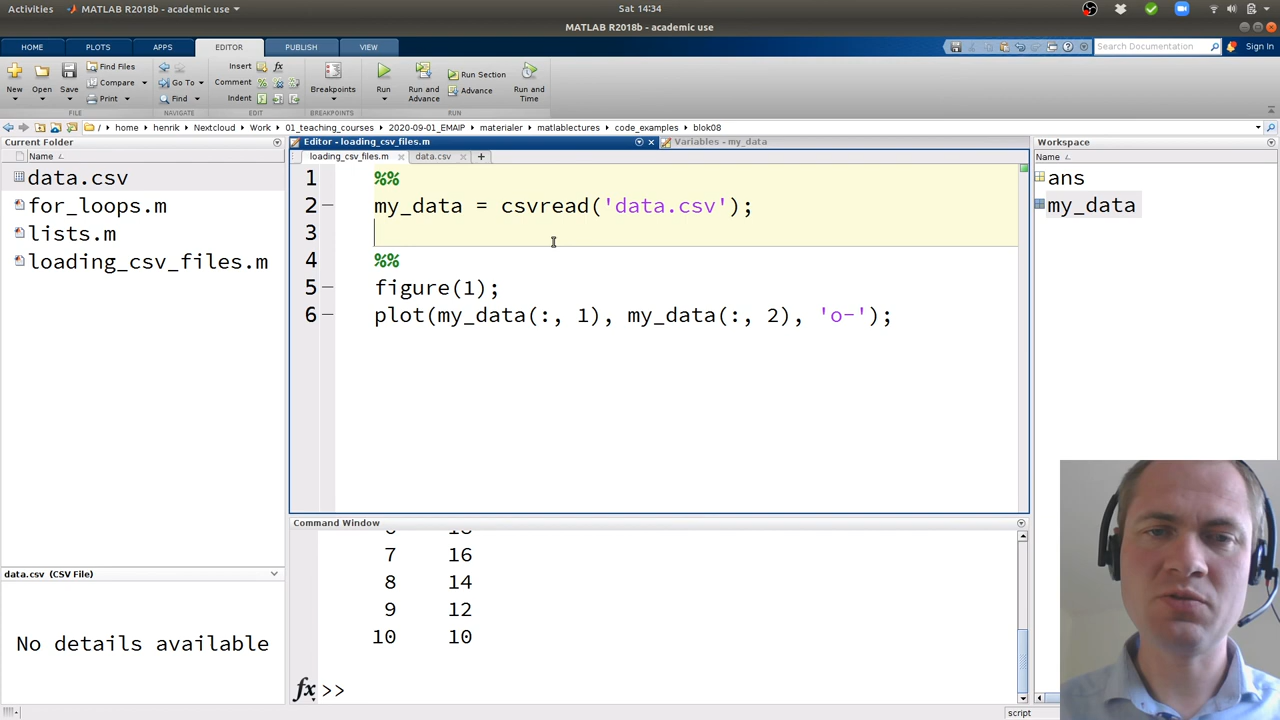 Activities
MATLAB R2018b - academic use
Sat 14:34
MATLAB R2018b - academic use
HOME
PLOTS
APPS
EDITOR
PUBLISH
VIEW
Search Documentation
Sign In
New
Open
Save
Find Files
Compare
Print
Go To
Find
Insert
Comment
Indent
Breakpoints
Run
Run and Advance
Run Section
Advance
Run and Time
FILE
NAVIGATE
EDIT
BREAKPOINTS
RUN
/ home Nextcloud Work 01_teaching_courses 2020-09-01_EMAIP materialer matlablectures code_examples blok08
henrik
Current Folder
Name
data.csv
for_loops.m
lists.m
loading_csv_files.m
data.csv (CSV File)
No details available
Editor - loading_csv_files.m
Variables - my_data
loading_csv_files.m
data.csv
1 %%
2 my_data = csvread('data.csv');
3
4 %%
5 figure(1);
6 plot(my_data(:, 1), my_data(:, 2), 'o-');
Command Window
7 16
8 14
9 12
10 10
fx >>
Workspace
Name
ans
my_data
script